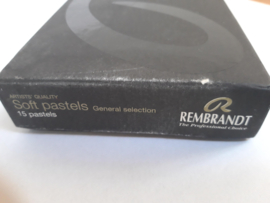 ARTISTS' QUALITY
Soft pastels General selection
15 pastels
REMBRANDT
The Professional Choice